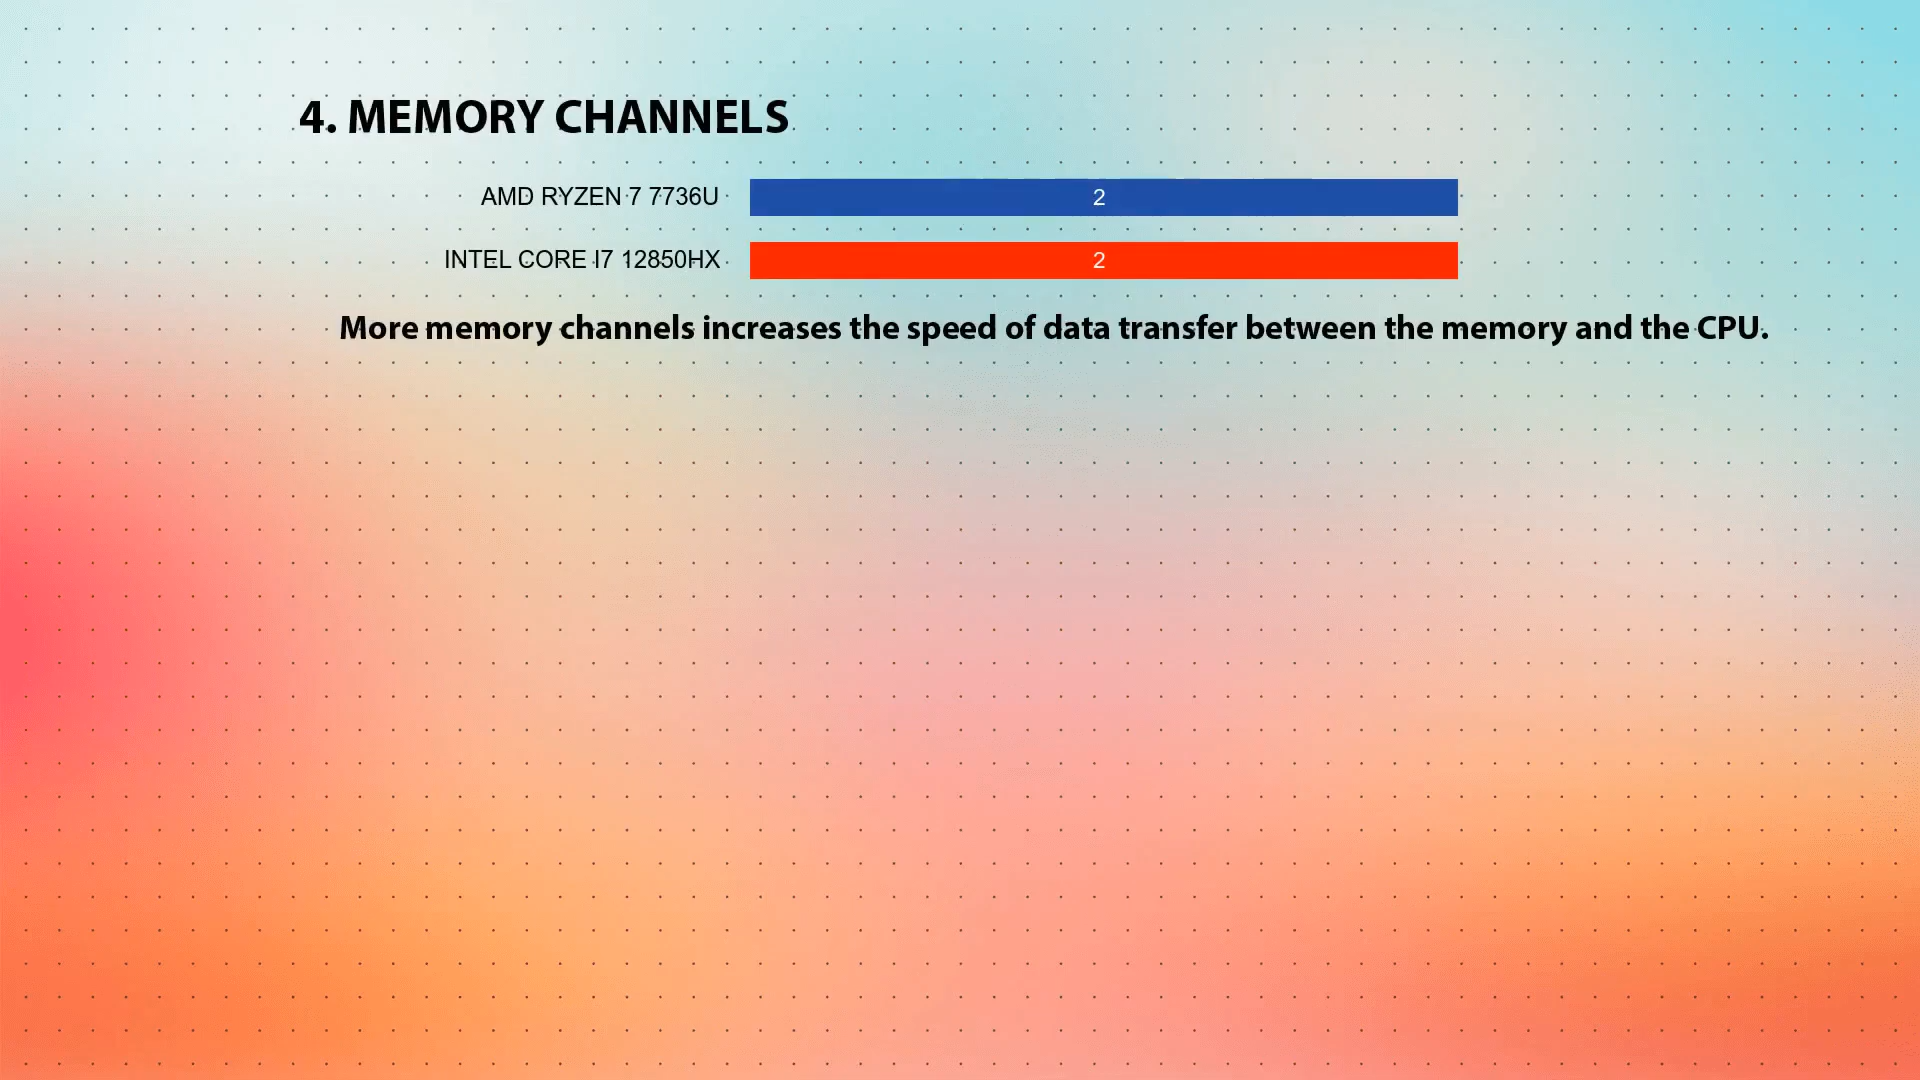 4. MEMORY CHANNELS
AMD RYZEN 7 7736U 2
INTEL CORE I7 12850HX 2
More memory channels increases the speed of data transfer between the memory and the CPU.